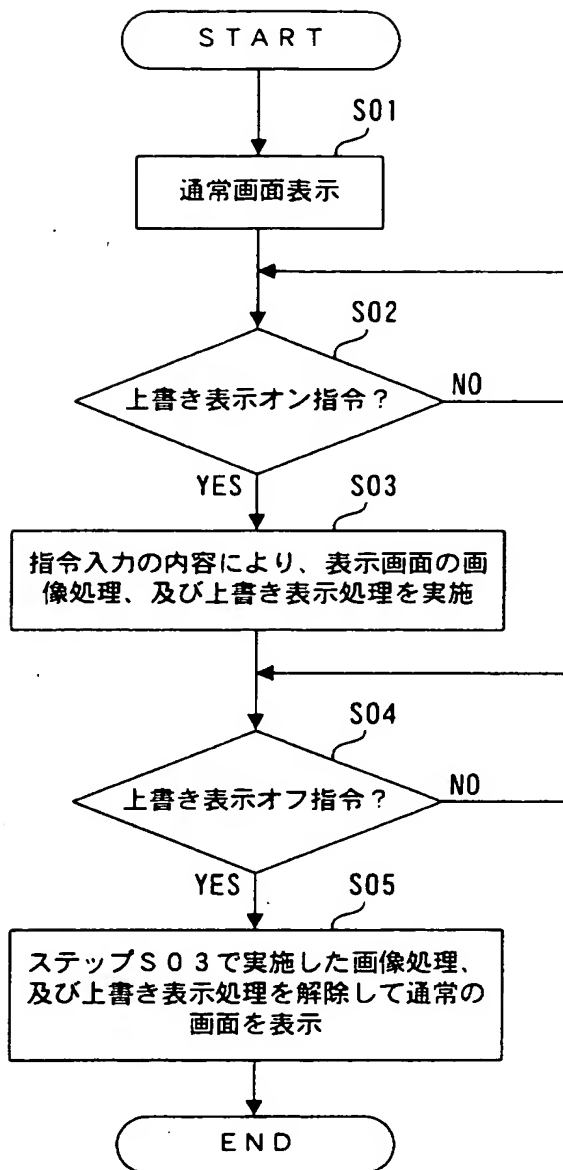 START
S01
通常画面表示
S02
上書き表示オン指令？
NO
YES
S03
指令入力の内容により、表示画面の画
像処理、及び上書き表示処理を実施
S04
上書き表示オフ指令？
NO
YES
S05
ステップＳ０３で実施した画像処理、
及び上書き表示処理を解除して通常の
画面を表示
END